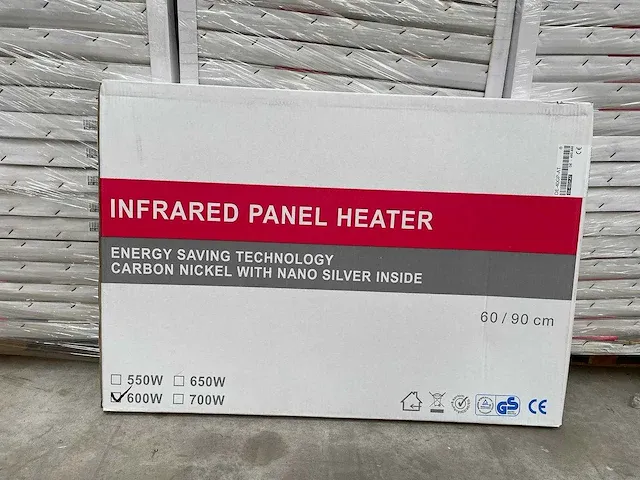 INFRARED PANEL HEATER
ENERGY SAVING TECHNOLOGY
CARBON NICKEL WITH NANO SILVER INSIDE
60 / 90 cm
550W 650W
600W 700W
GS CE